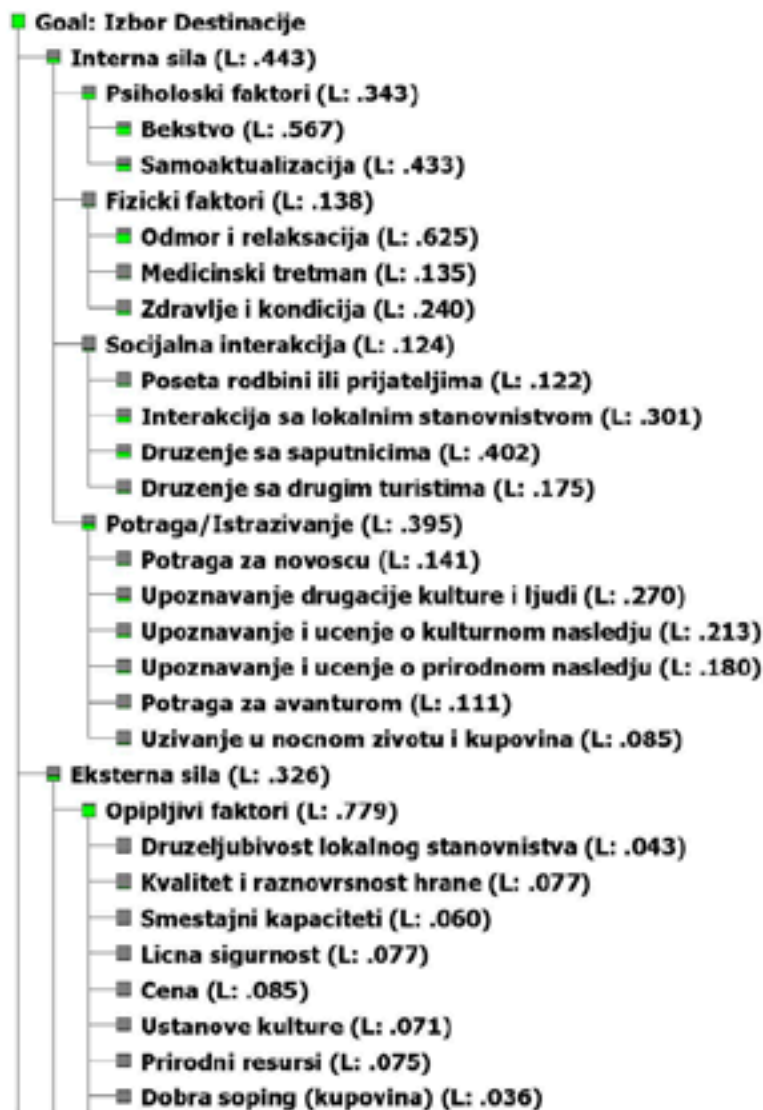 Goal: Izbor Destinacije
Interna sila (L: .443)
Psiholoski faktori (L: .343)
Bekstvo (L: .567)
Samoaktualizacija (L: .433)
Fizicki faktori (L: .138)
Odmor i relaksacija (L: .625)
Medicinski tretman (L: .135)
Zdravlje i kondicija (L: .240)
Socijalna interakcija (L: .124)
Poseta rodbini ili prijateljima (L: .122)
Interakcija sa lokalnim stanovnistvom (L: .301)
Druzenje sa saputnicima (L: .402)
Druzenje sa drugim turistima (L: .175)
Potraga/Istrazivanje (L: .395)
Potraga za novoscu (L: .141)
Upoznavanje drugacije kulture i ljudi (L: .270)
Upoznavanje i ucenje o kulturnom nasledju (L: .213)
Upoznavanje i ucenje o prirodnom nasledju (L: .180)
Potraga za avanturom (L: .111)
Uzivanje u nocnom zivotu i kupovina (L: .085)
Eksterna sila (L: .326)
Opipljivi faktori (L: .779)
Druzeljubivost lokalnog stanovnistva (L: .043)
Kvalitet i raznovrsnost hrane (L: .077)
Smestajni kapaciteti (L: .060)
Licna sigurnost (L: .077)
Cena (L: .085)
Ustanove kulture (L: .071)
Prirodni resursi (L: .075)
Dobra soping (kupovina) (L: .036)